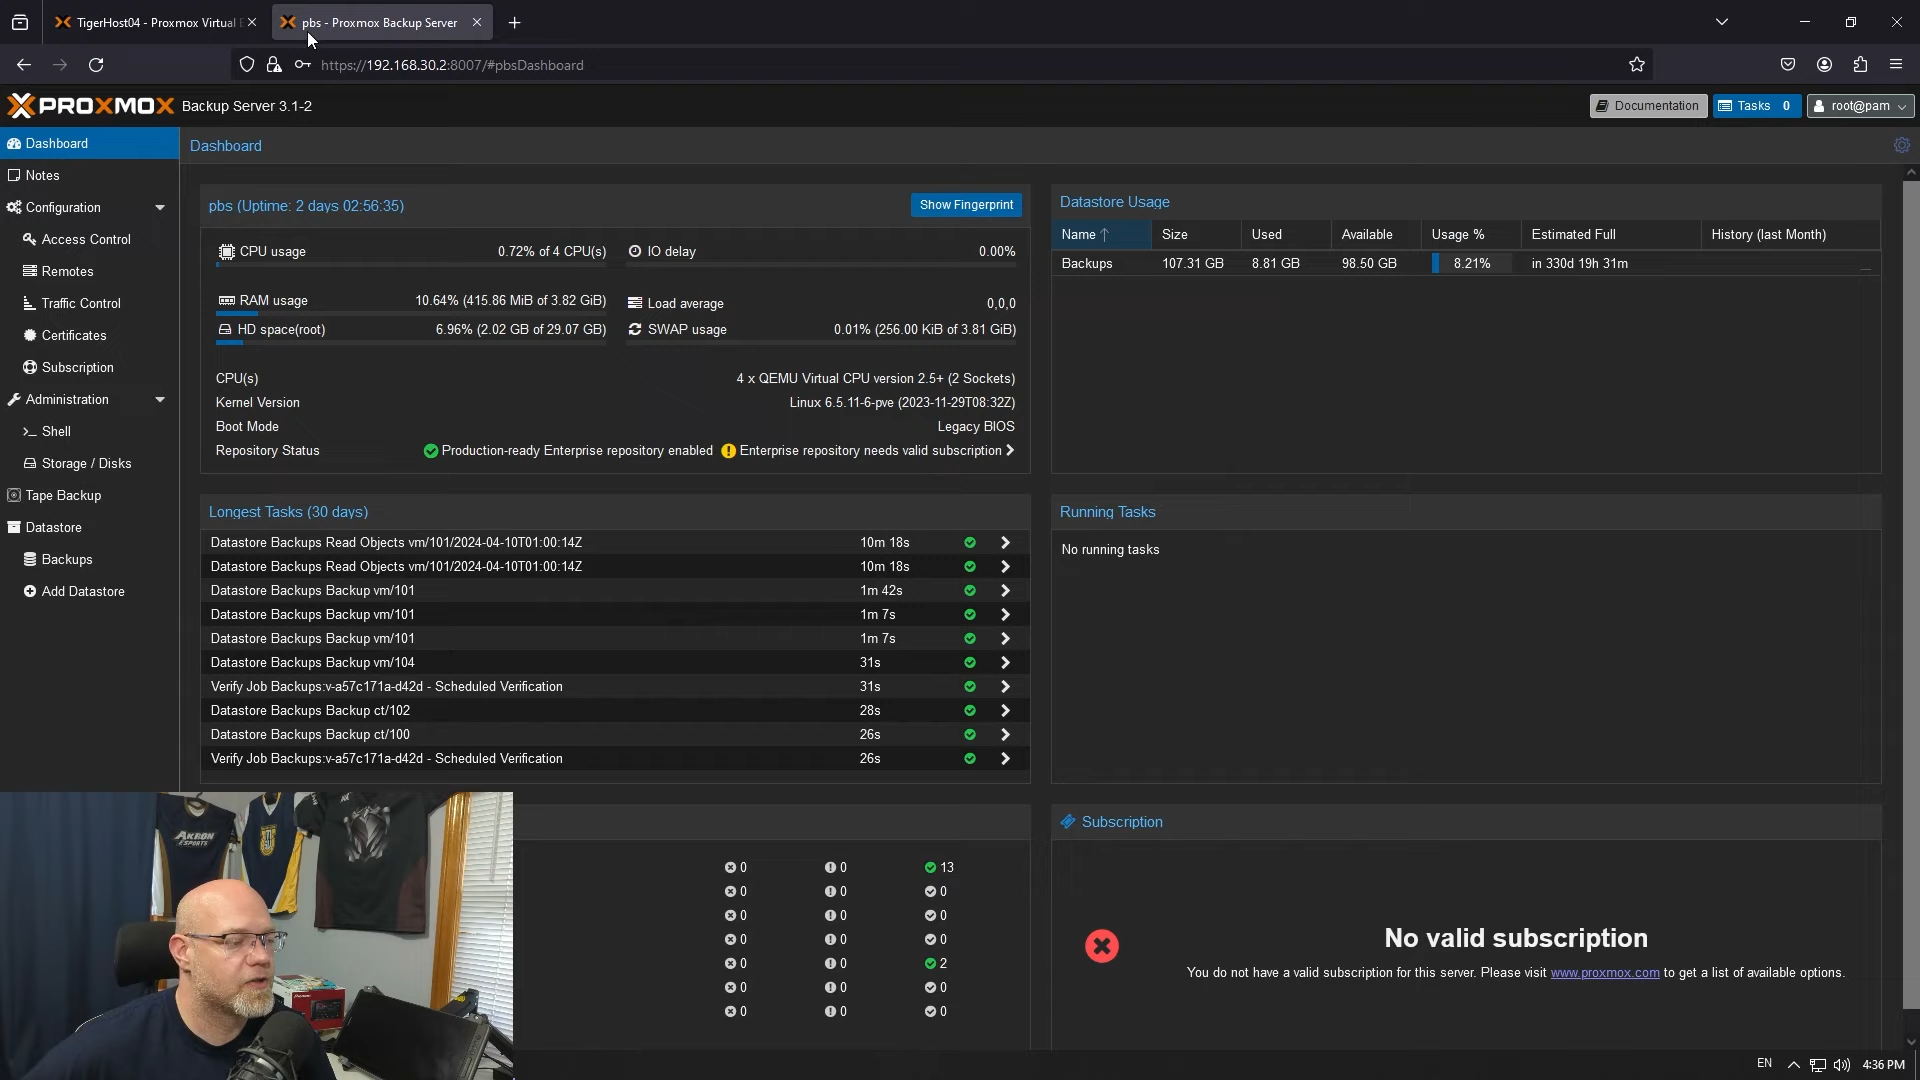 TigerHost04 - Proxmox Virtual E
pbs - Proxmox Backup Server
https://192.168.30.2:8007/#pbsDashboard
PROXMOX Backup Server 3.1-2
Documentation
Tasks 0
root@pam
Dashboard
Notes
Configuration
Access Control
Remotes
Traffic Control
Certificates
Subscription
Administration
Shell
Storage / Disks
Tape Backup
Datastore
Backups
Add Datastore
Dashboard
pbs (Uptime: 2 days 02:56:35)
Show Fingerprint
CPU usage 0.72% of 4 CPU(s)
IO delay 0.00%
RAM usage 10.64% (415.86 MiB of 3.82 GiB)
Load average 0,0,0
HD space(root) 6.96% (2.02 GB of 29.07 GB)
SWAP usage 0.01% (256.00 KiB of 3.81 GiB)
CPU(s) 4 x QEMU Virtual CPU version 2.5+ (2 Sockets)
Kernel Version Linux 6.5.11-6-pve (2023-11-29T08:32Z)
Boot Mode Legacy BIOS
Repository Status Production-ready Enterprise repository enabled Enterprise repository needs valid subscription
Datastore Usage
Name Size Used Available Usage % Estimated Full History (last Month)
Backups 107.31 GB 8.81 GB 98.50 GB 8.21% in 330d 19h 31m
Longest Tasks (30 days)
Datastore Backups Read Objects vm/101/2024-04-10T01:00:14Z 10m 18s
Datastore Backups Read Objects vm/101/2024-04-10T01:00:14Z 10m 18s
Datastore Backups Backup vm/101 1m 42s
Datastore Backups Backup vm/101 1m 7s
Datastore Backups Backup vm/101 1m 7s
Datastore Backups Backup vm/104 31s
Verify Job Backups:v-a57c171a-d42d - Scheduled Verification 31s
Datastore Backups Backup ct/102 28s
Datastore Backups Backup ct/100 26s
Verify Job Backups:v-a57c171a-d42d - Scheduled Verification 26s
Running Tasks
No running tasks
0 0 13
0 0 0
0 0 0
0 0 0
0 0 2
0 0 0
0 0 0
Subscription
No valid subscription
You do not have a valid subscription for this server. Please visit www.proxmox.com to get a list of available options.
AKRON
ESPORTS
EN
4:36 PM